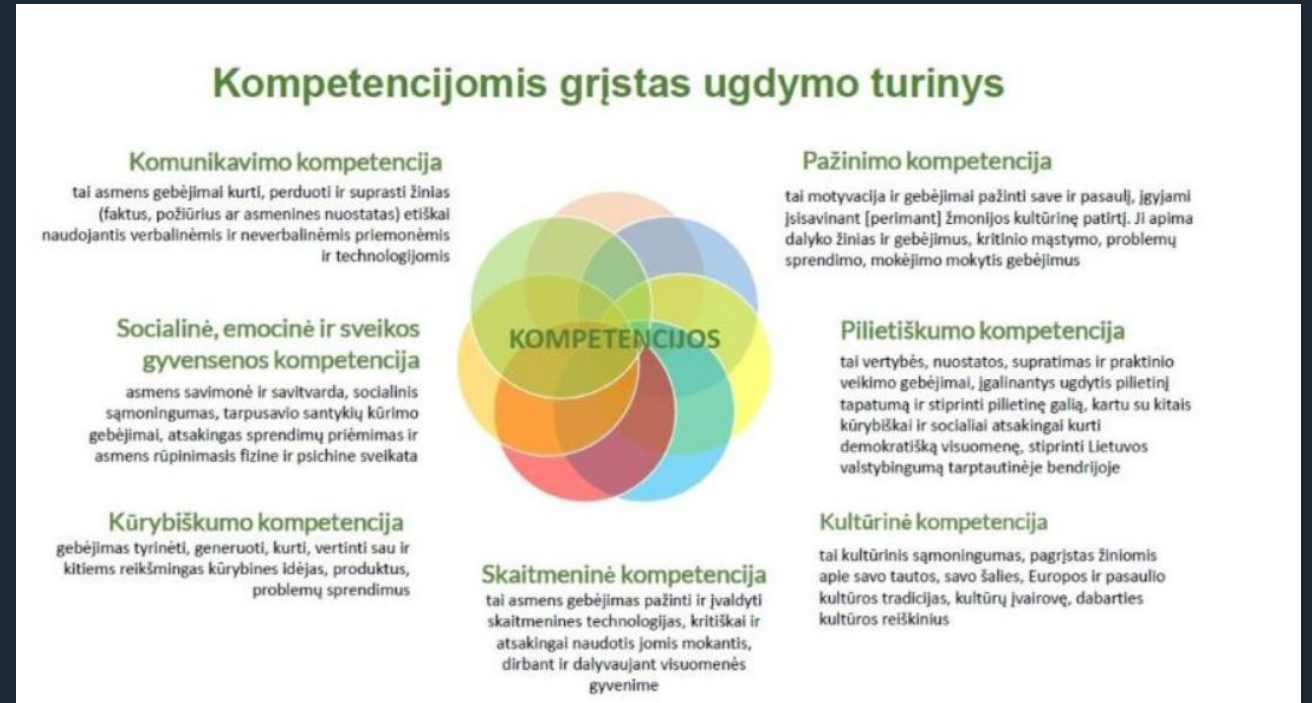 Kompetencijomis grįstas ugdymo turinys
Komunikavimo kompetencija
tai asmens gebėjimai kurti, perduoti ir suprasti žinias
(faktus, požiūrius ar asmenines nuostatas) etiškai
naudojantis verbalinėmis ir neverbalinėmis priemonėmis
ir technologijomis
Socialinė, emocinė ir sveikos
gyvensenos kompetencija
asmens savimonė ir savitvarda, socialinis
sąmoningumas, tarpusavio santykių kūrimo
gebėjimai, atsakingas sprendimų priėmimas ir
asmens rūpinimasis fizine ir psichine sveikata
Kūrybiškumo kompetencija
gebėjimas tyrinėti, generuoti, kurti, vertinti sau ir
kitiems reikšmingas kūrybines idėjas, produktus,
problemų sprendimus
KOMPETENCIJOS
Skaitmeninė kompetencija
tai asmens gebėjimas pažinti ir įvaldyti
skaitmenines technologijas, kritiškai ir
atsakingai naudotis jomis mokantis,
dirbant ir dalyvaujant visuomenės
gyvenime
Pažinimo kompetencija
tai motyvacija ir gebėjimai pažinti save ir pasaulį, įgyjami
įsisavinant [perimant] žmonijos kultūrinę patirtį. Ji apima
dalyko žinias ir gebėjimus, kritinio mąstymo, problemų
sprendimo, mokėjimo mokytis gebėjimus
Pilietiškumo kompetencija
tai vertybės, nuostatos, supratimas ir praktinio
veikimo gebėjimai, įgalinantys ugdytis pilietinį
tapatumą ir stiprinti pilietinę galią, kartu su kitais
kūrybiškai ir socialiai atsakingai kurti
demokratišką visuomenę, stiprinti Lietuvos
valstybingumą tarptautinėje bendrijoje
Kultūrinė kompetencija
tai kultūrinis sąmoningumas, pagrįstas žiniomis
apie savo tautos, savo šalies, Europos ir pasaulio
kultūros tradicijas, kultūrų įvairovę, dabarties
kultūros reiškinius